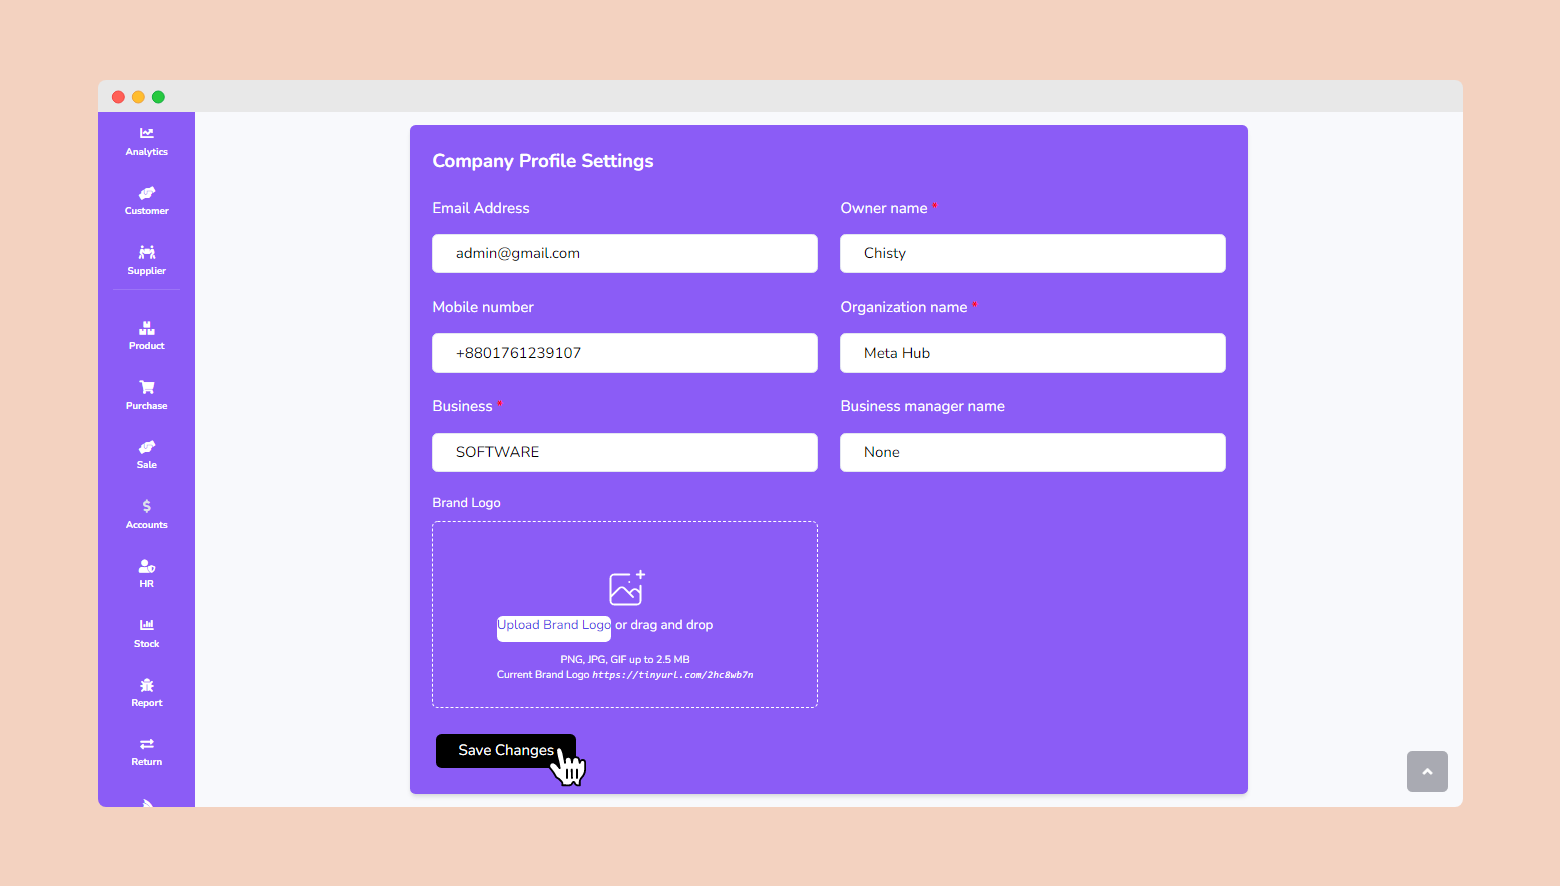 Analytics
Customer
Supplier
Product
Purchase
Sale
Accounts
HR
Stock
Report
Return
Company Profile Settings
Email Address
Owner name *
admin@gmail.com
Chisty
Mobile number
Organization name *
+8801761239107
Meta Hub
Business *
Business manager name
SOFTWARE
None
Brand Logo
Upload Brand Logo or drag and drop
PNG, JPG, GIF up to 2.5 MB
Current Brand Logo https://tinyurl.com/2hc8wb7n
Save Changes